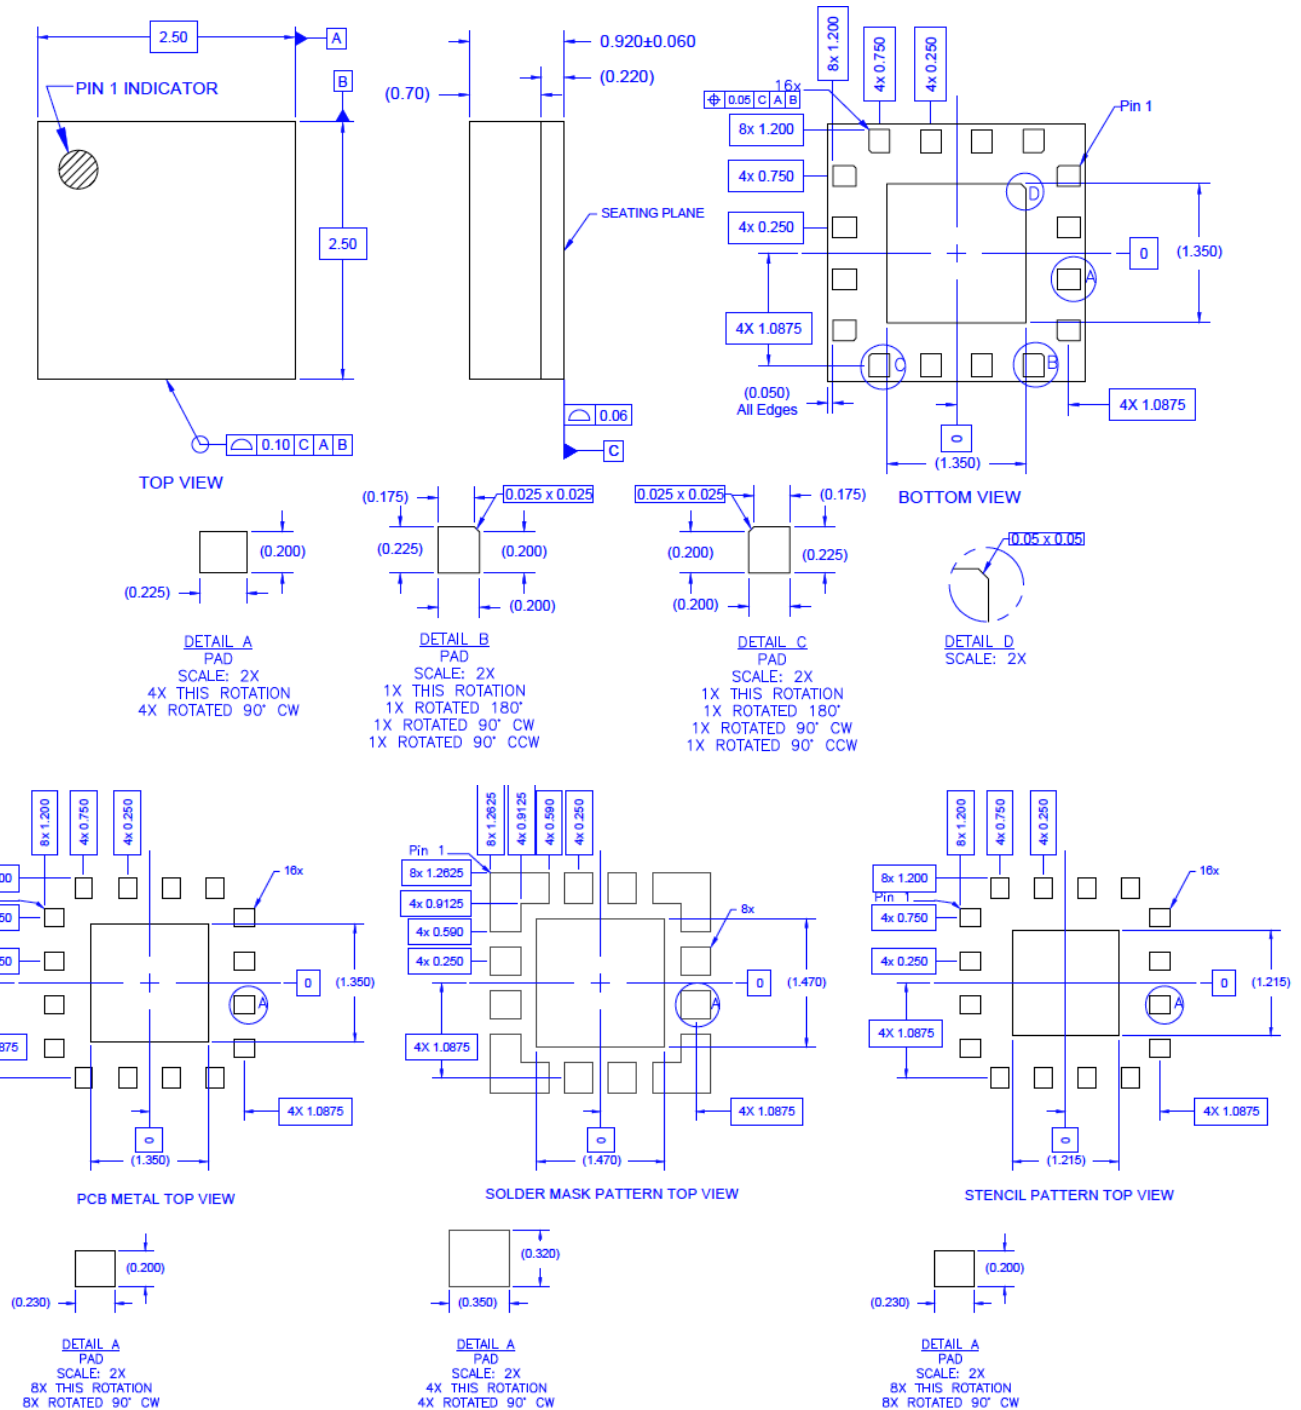 2.50
A
PIN 1 INDICATOR
B
2.50
0.10 C A B
TOP VIEW
0.920±0.060
(0.220)
(0.70)
SEATING PLANE
0.06
C
8x 1.200
4x 0.750
4x 0.250
16x
0.05 C A B
Pin 1
8x 1.200
4x 0.750
D
4x 0.250
0
(1.350)
A
4X 1.0875
C
B
(0.050)
All Edges
4X 1.0875
0
(1.350)
BOTTOM VIEW
(0.200)
(0.225)
DETAIL A
PAD
SCALE: 2X
4X THIS ROTATION
4X ROTATED 90° CW
(0.175)
0.025 x 0.025
(0.225)
(0.200)
(0.200)
DETAIL B
PAD
SCALE: 2X
1X THIS ROTATION
1X ROTATED 180°
1X ROTATED 90° CW
1X ROTATED 90° CCW
0.025 x 0.025
(0.175)
(0.200)
(0.225)
(0.200)
DETAIL C
PAD
SCALE: 2X
1X THIS ROTATION
1X ROTATED 180°
1X ROTATED 90° CW
1X ROTATED 90° CCW
0.05 x 0.05
DETAIL D
SCALE: 2X
8x 1.200
4x 0.750
4x 0.250
16x
00
50
50
0
(1.350)
A
875
4X 1.0875
0
(1.350)
PCB METAL TOP VIEW
(0.200)
(0.230)
DETAIL A
PAD
SCALE: 2X
8X THIS ROTATION
8X ROTATED 90° CW
8x 1.2625
4x 0.9125
4x 0.590
4x 0.250
Pin 1
8x 1.2625
4x 0.9125
8x
4x 0.590
4x 0.250
0
(1.470)
A
4X 1.0875
4X 1.0875
0
(1.470)
SOLDER MASK PATTERN TOP VIEW
(0.320)
(0.350)
DETAIL A
PAD
SCALE: 2X
4X THIS ROTATION
4X ROTATED 90° CW
8x 1.200
4x 0.750
4x 0.250
16x
8x 1.200
Pin 1
4x 0.750
4x 0.250
0
(1.215)
A
4X 1.0875
4X 1.0875
0
(1.215)
STENCIL PATTERN TOP VIEW
(0.200)
(0.230)
DETAIL A
PAD
SCALE: 2X
8X THIS ROTATION
8X ROTATED 90° CW